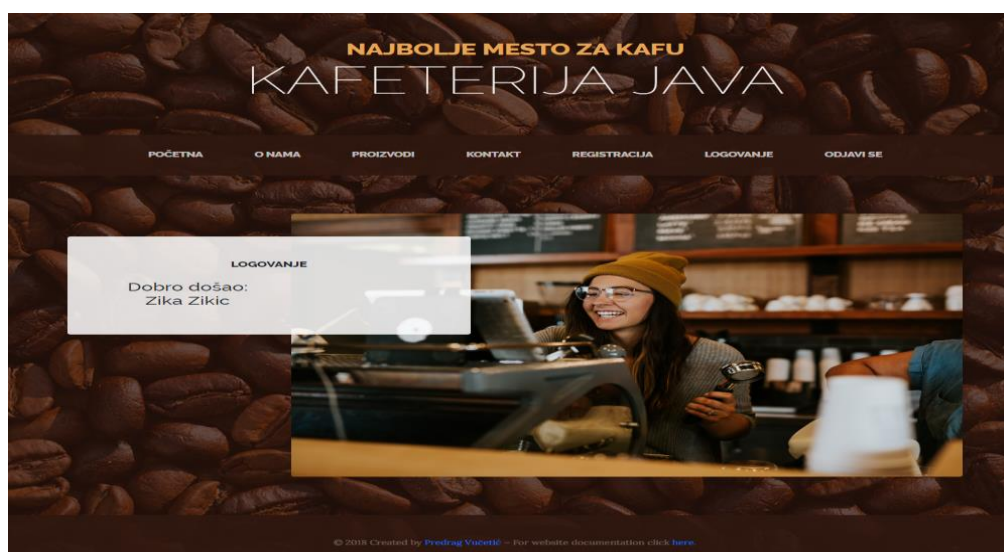 NAJBOLJE MESTO ZA KAFU
KAFETERIJA JAVA
POČETNA O NAMA PROIZVODI KONTAKT REGISTRACIJA LOGOVANJE ODJAVI SE
LOGOVANJE
Dobro došao:
Zika Zikic
© 2018 Created by Predrag Vučetić – For website documentation click here.